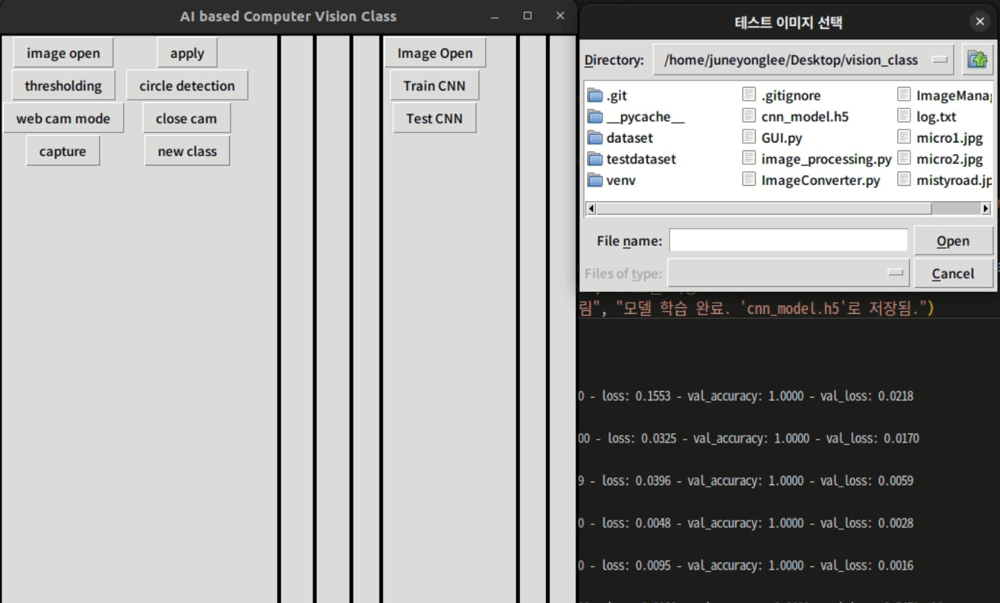 AI based Computer Vision Class
image open
apply
Image Open
thresholding
circle detection
Train CNN
web cam mode
close cam
Test CNN
capture
new class
테스트 이미지 선택
Directory:
/home/juneyonglee/Desktop/vision_class
.git
.gitignore
__pycache__
cnn_model.h5
log.txt
dataset
GUI.py
micro1.jpg
testdataset
image_processing.py
micro2.jpg
venv
ImageConverter.py
File name:
Open
Files of type:
Cancel
림", "모델 학습 완료. 'cnn_model.h5'로 저장됨.")
0 - loss: 0.1553 - val_accuracy: 1.0000 - val_loss: 0.0218
00 - loss: 0.0325 - val_accuracy: 1.0000 - val_loss: 0.0170
9 - loss: 0.0396 - val_accuracy: 1.0000 - val_loss: 0.0059
0 - loss: 0.0048 - val_accuracy: 1.0000 - val_loss: 0.0028
0 - loss: 0.0095 - val_accuracy: 1.0000 - val_loss: 0.0016